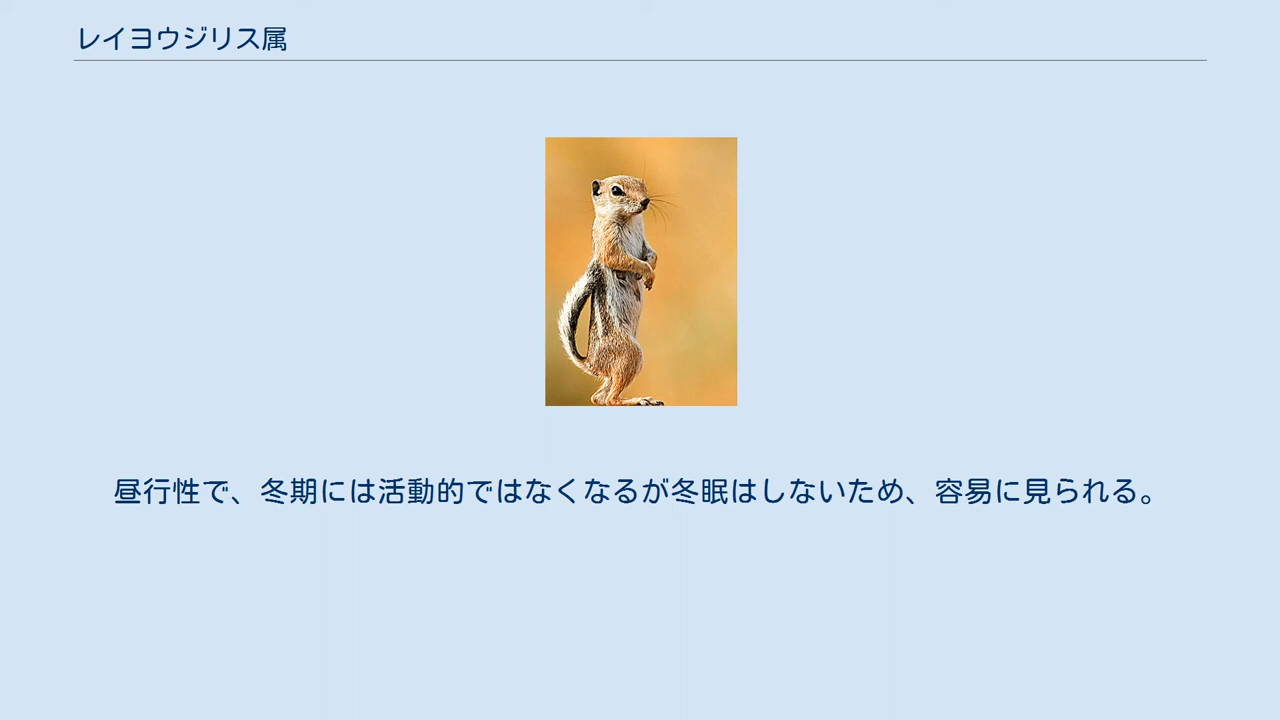 レイヨウジリス属
昼行性で、冬期には活動的ではなくなるが冬眠はしないため、容易に見られる。